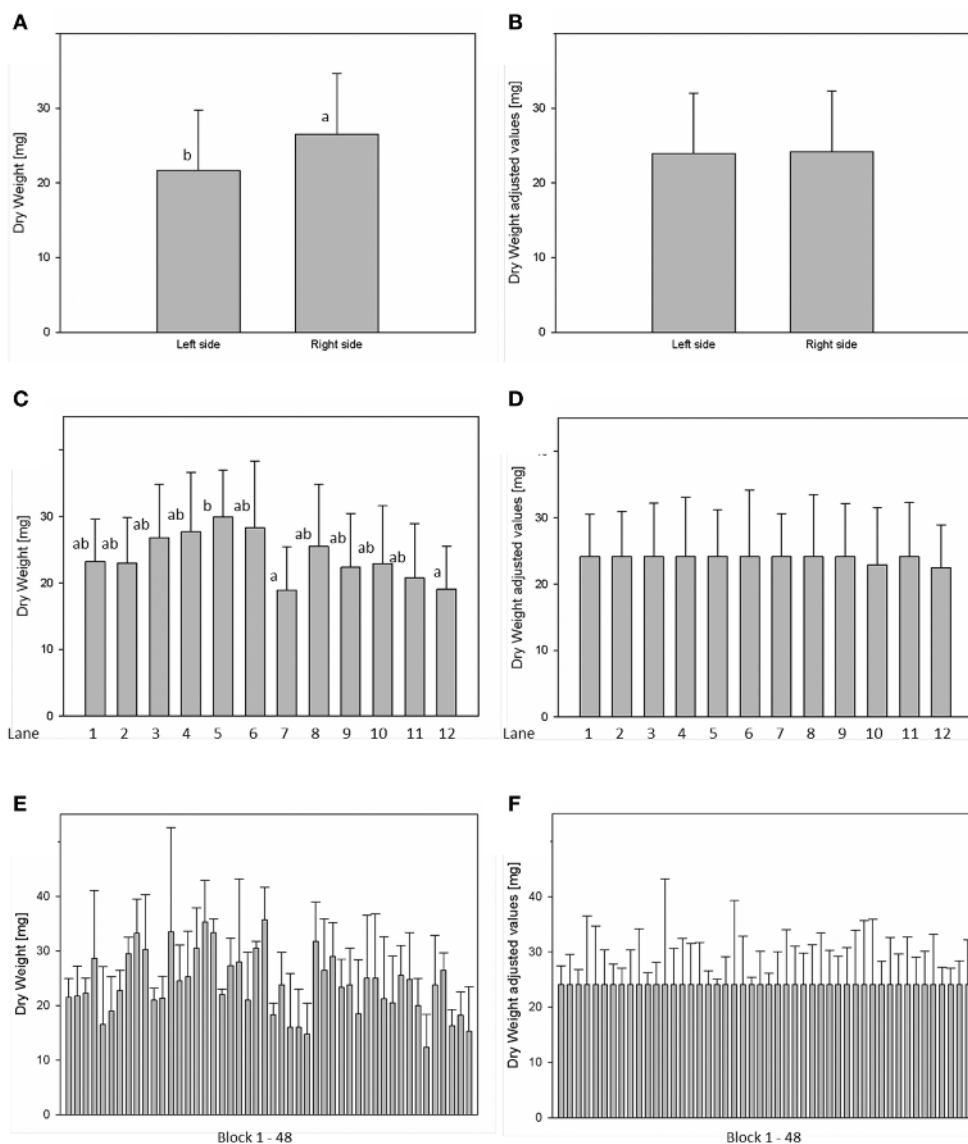 A
Dry Weight [mg]
30
20
10
0
b
a
Left side
Right side
B
Dry Weight adjusted values [mg]
30
20
10
0
Left side
Right side
C
Dry Weight [mg]
30
20
10
0
ab ab ab ab b ab a ab ab ab ab a
Lane 1 2 3 4 5 6 7 8 9 10 11 12
D
Dry Weight adjusted values [mg]
30
20
10
0
Lane 1 2 3 4 5 6 7 8 9 10 11 12
E
Dry Weight [mg]
40
30
20
10
0
Block 1 - 48
F
Dry Weight adjusted values [mg]
40
30
20
10
0
Block 1 - 48